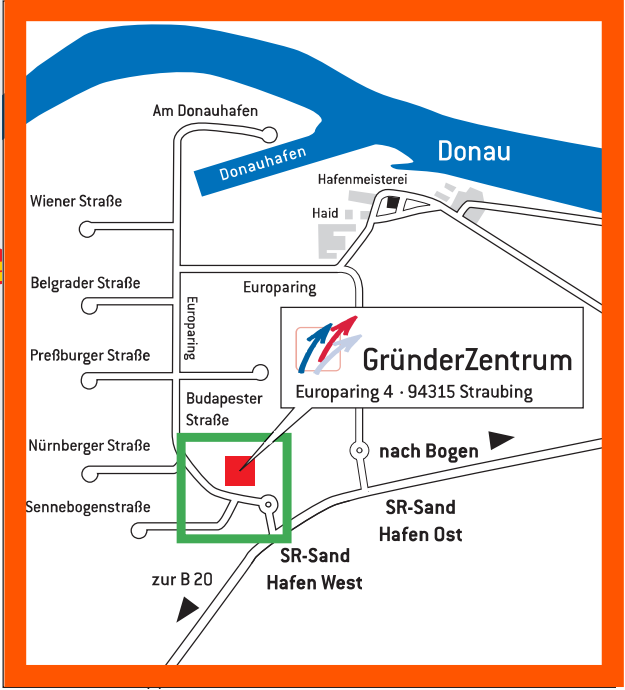 Am Donauhafen
Donauhafen
Donau
Hafenmeisterei
Wiener Straße
Haid
Belgrader Straße
Europaring
Europaring
GründerZentrum
Europaring 4 · 94315 Straubing
Preßburger Straße
Budapester
Straße
Nürnberger Straße
nach Bogen
Sennebogenstraße
SR-Sand
Hafen Ost
SR-Sand
Hafen West
zur B 20